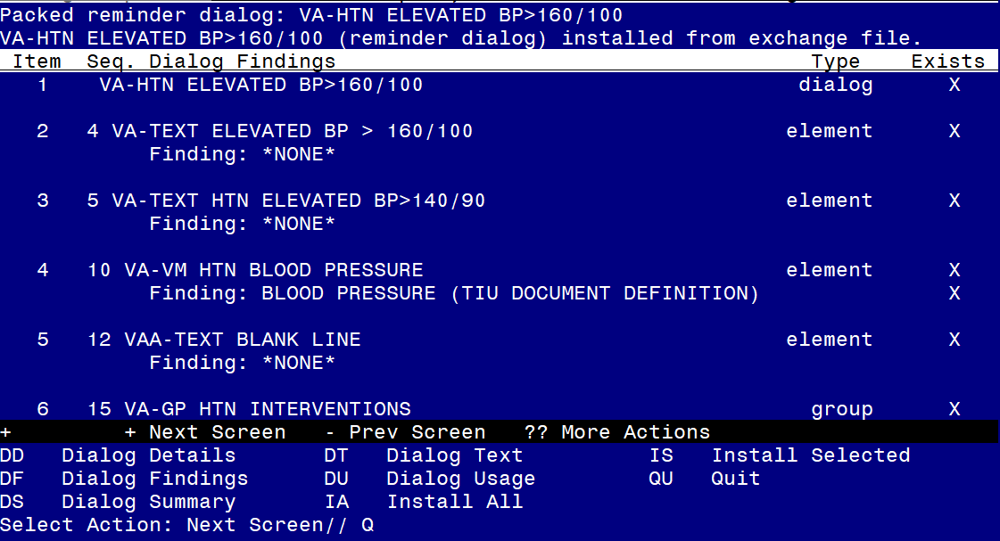 Packed reminder dialog: VA-HTN ELEVATED BP>160/100
VA-HTN ELEVATED BP>160/100 (reminder dialog) installed from exchange file.
Item  Seq. Dialog Findings  Type  Exists
1  VA-HTN ELEVATED BP>160/100  dialog  X
2  4 VA-TEXT ELEVATED BP > 160/100  element  X
Finding: *NONE*
3  5 VA-TEXT HTN ELEVATED BP>140/90  element  X
Finding: *NONE*
4  10 VA-VM HTN BLOOD PRESSURE  element  X
Finding: BLOOD PRESSURE (TIU DOCUMENT DEFINITION)  X
5  12 VAA-TEXT BLANK LINE  element  X
Finding: *NONE*
6  15 VA-GP HTN INTERVENTIONS  group  X
+  + Next Screen  - Prev Screen  ?? More Actions
DD  Dialog Details  DT  Dialog Text  IS  Install Selected
DF  Dialog Findings  DU  Dialog Usage  QU  Quit
DS  Dialog Summary  IA  Install All
Select Action: Next Screen// Q